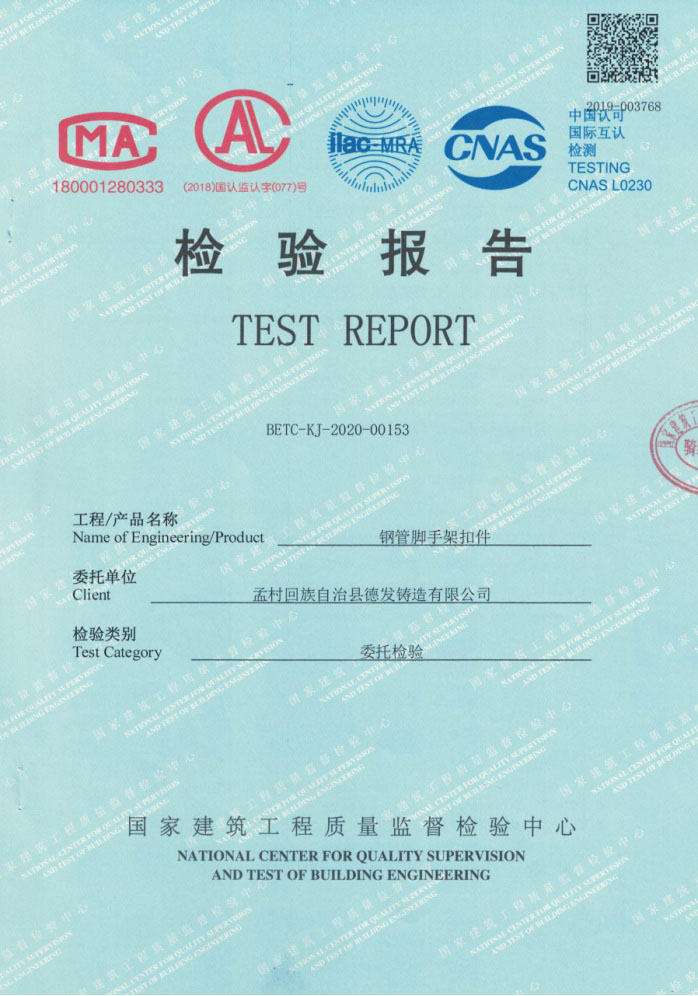 2019-003768
MA
180001280333
AL
(2018)国认监认字(077)号
ilac-MRA
CNAS
中国认可
国际互认
检测
TESTING
CNAS L0230
检验报告
TEST REPORT
BETC-KJ-2020-00153
工程/产品名称
Name of Engineering/Product 钢管脚手架扣件
委托单位
Client 孟村回族自治县德发铸造有限公司
检验类别
Test Category 委托检验
国家建筑工程质量监督检验中心
NATIONAL CENTER FOR QUALITY SUPERVISION
AND TEST OF BUILDING ENGINEERING